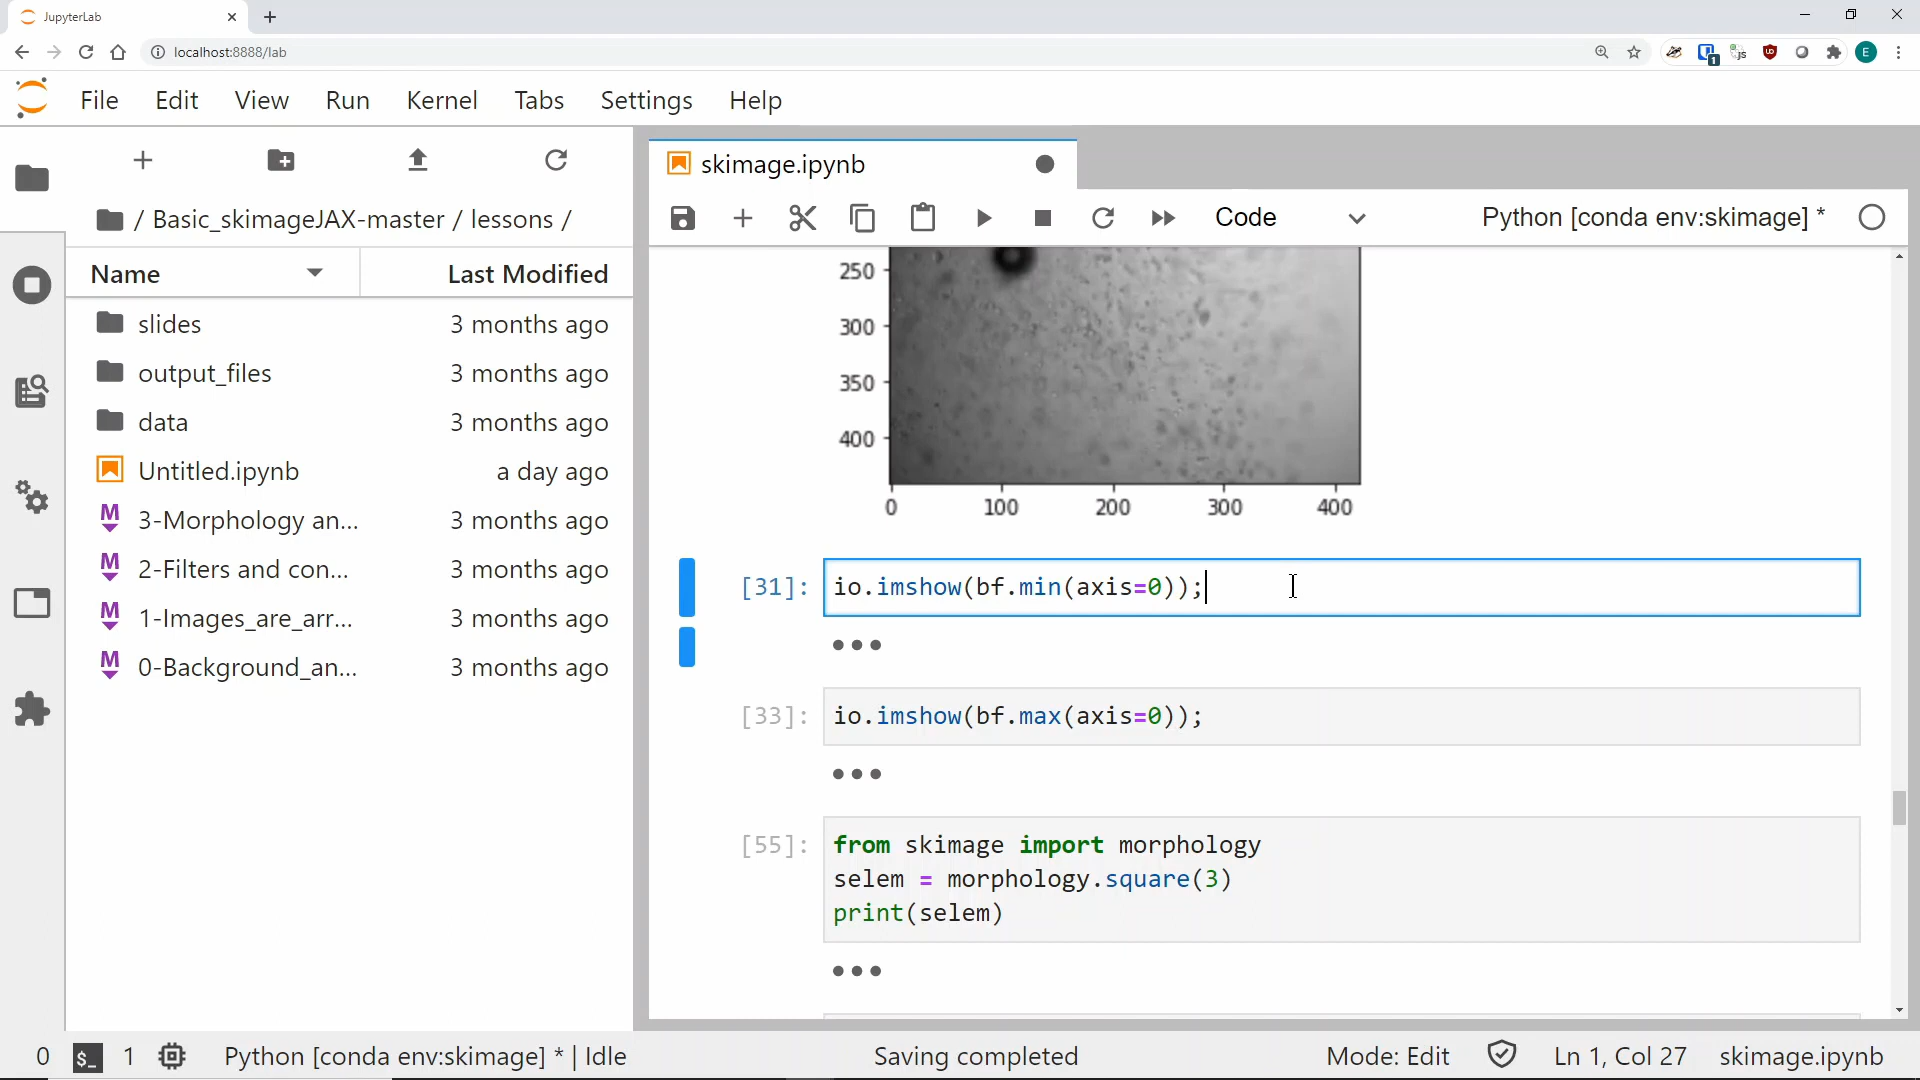 JupyterLab
localhost:8888/lab
1
JS
E
File Edit View Run Kernel Tabs Settings Help
/ Basic_skimageJAX-master / lessons /
Name Last Modified
slides 3 months ago
output_files 3 months ago
data 3 months ago
Untitled.ipynb a day ago
3-Morphology an... 3 months ago
2-Filters and con... 3 months ago
1-Images_are_arr... 3 months ago
0-Background_an... 3 months ago
skimage.ipynb
Code Python [conda env:skimage] *
250
300
350
400
0 100 200 300 400
[31]: io.imshow(bf.min(axis=0));
[33]: io.imshow(bf.max(axis=0));
[55]: from skimage import morphology
selem = morphology.square(3)
print(selem)
0 $_ 1 Python [conda env:skimage] * | Idle Saving completed Mode: Edit Ln 1, Col 27 skimage.ipynb